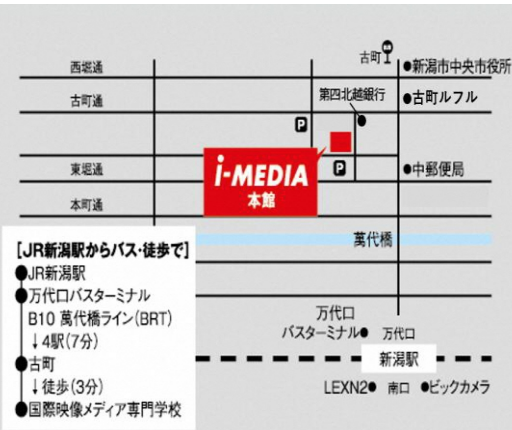 古町
●新潟市中央市役所
西堀通
古町通
第四北越銀行
●古町ルフル
P
i-MEDIA
本館
P
東堀通
●中郵便局
本町通
萬代橋
[JR新潟駅からバス・徒歩で]
●JR新潟駅
●万代口バスターミナル
B10 萬代橋ライン(BRT)
↓4駅(7分)
●古町
↓徒歩(3分)
●国際映像メディア専門学校
万代口
バスターミナル●
万代口
新潟駅
LEXN2●
南口
●ビックカメラ